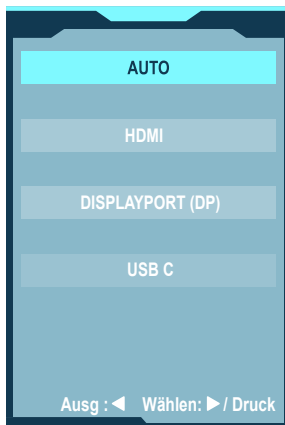 AUTO
HDMI
DISPLAYPORT (DP)
USB C
Ausg :◀ Wählen: ▶ / Druck